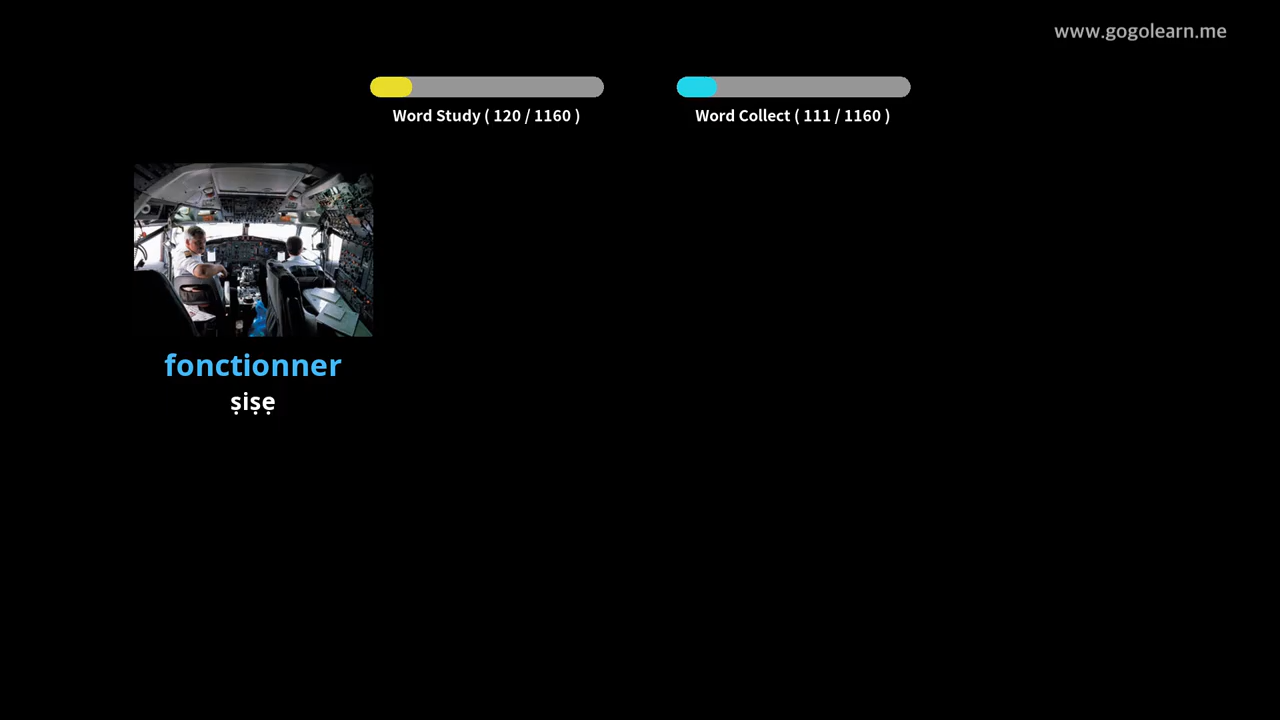 www.gogolearn.me
Word Study ( 120 / 1160 )
Word Collect ( 111 / 1160 )
fonctionner
ṣiṣẹ